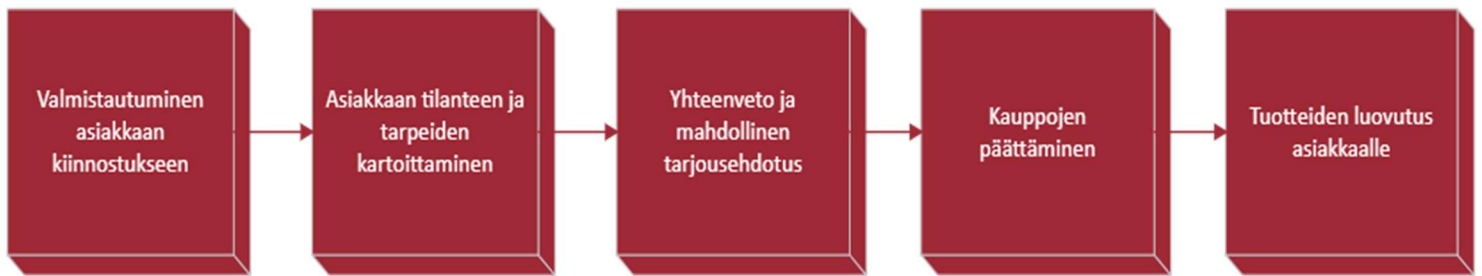 Valmistautuminen
asiakkaan
kiinnostukseen
Asiakkaan tilanteen ja
tarpeiden
kartoittaminen
Yhteenveto ja
mahdollinen
tarjousehdotus
Kauppojen
päättäminen
Tuotteiden luovutus
asiakkaalle